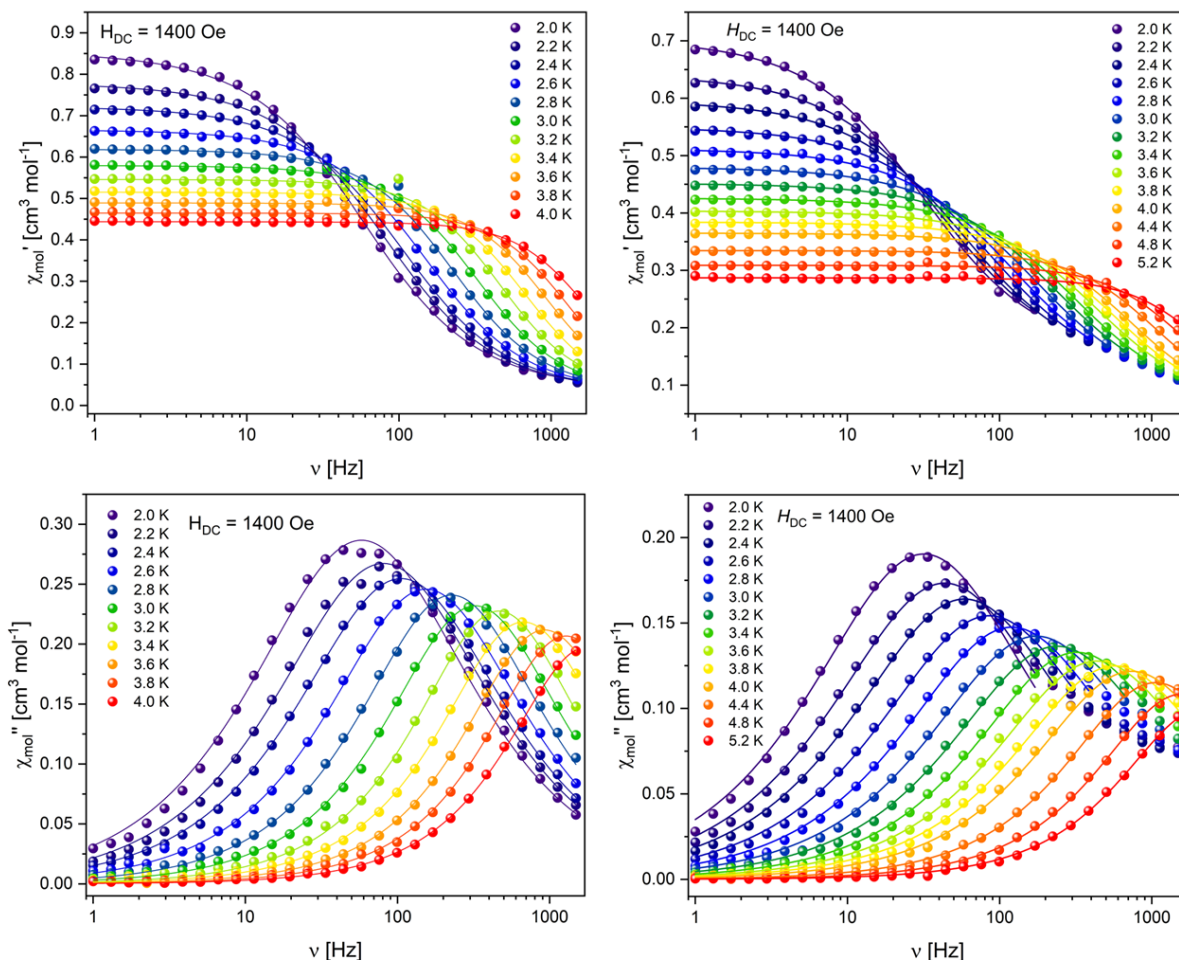 H_DC = 1400 Oe
2.0 K
2.2 K
2.4 K
2.6 K
2.8 K
3.0 K
3.2 K
3.4 K
3.6 K
3.8 K
4.0 K
χmol' [cm³ mol⁻¹]
0.9
0.8
0.7
0.6
0.5
0.4
0.3
0.2
0.1
0.0
1
10
100
1000
ν [Hz]
H_DC = 1400 Oe
2.0 K
2.2 K
2.4 K
2.6 K
2.8 K
3.0 K
3.2 K
3.4 K
3.6 K
3.8 K
4.0 K
4.4 K
4.8 K
5.2 K
χmol' [cm³ mol⁻¹]
0.7
0.6
0.5
0.4
0.3
0.2
0.1
1
10
100
1000
ν [Hz]
H_DC = 1400 Oe
2.0 K
2.2 K
2.4 K
2.6 K
2.8 K
3.0 K
3.2 K
3.4 K
3.6 K
3.8 K
4.0 K
χmol'' [cm³ mol⁻¹]
0.30
0.25
0.20
0.15
0.10
0.05
0.00
1
10
100
1000
ν [Hz]
H_DC = 1400 Oe
2.0 K
2.2 K
2.4 K
2.6 K
2.8 K
3.0 K
3.2 K
3.4 K
3.6 K
3.8 K
4.0 K
4.4 K
4.8 K
5.2 K
χmol'' [cm³ mol⁻¹]
0.20
0.15
0.10
0.05
0.00
1
10
100
1000
ν [Hz]